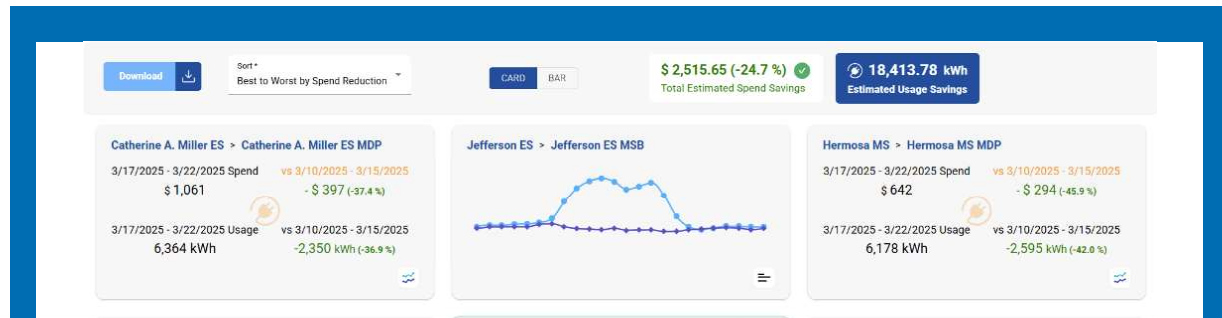 Download
Sort *
Best to Worst by Spend Reduction
CARD BAR
$ 2,515.65 (-24.7 %)
Total Estimated Spend Savings
18,413.78 kWh
Estimated Usage Savings
Catherine A. Miller ES > Catherine A. Miller ES MDP
3/17/2025 - 3/22/2025 Spend vs 3/10/2025 - 3/15/2025
$ 1,061 - $ 397 (-37.4 %)
3/17/2025 - 3/22/2025 Usage vs 3/10/2025 - 3/15/2025
6,364 kWh -2,350 kWh (-36.9 %)
Jefferson ES > Jefferson ES MSB
Hermosa MS > Hermosa MS MDP
3/17/2025 - 3/22/2025 Spend vs 3/10/2025 - 3/15/2025
$ 642 - $ 294 (-45.9 %)
3/17/2025 - 3/22/2025 Usage vs 3/10/2025 - 3/15/2025
6,178 kWh -2,595 kWh (-42.0 %)